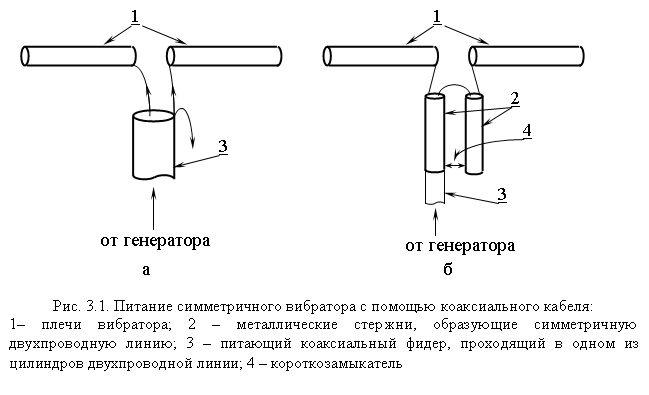 1
1
2
4
3
3
от генератора
от генератора
а
б
Рис. 3.1. Питание симметричного вибратора с помощью коаксиального кабеля:
1– плечи вибратора; 2 – металлические стержни, образующие симметричную
двухпроводную линию; 3 – питающий коаксиальный фидер, проходящий в одном из
цилиндров двухпроводной линии; 4 – короткозамыкатель